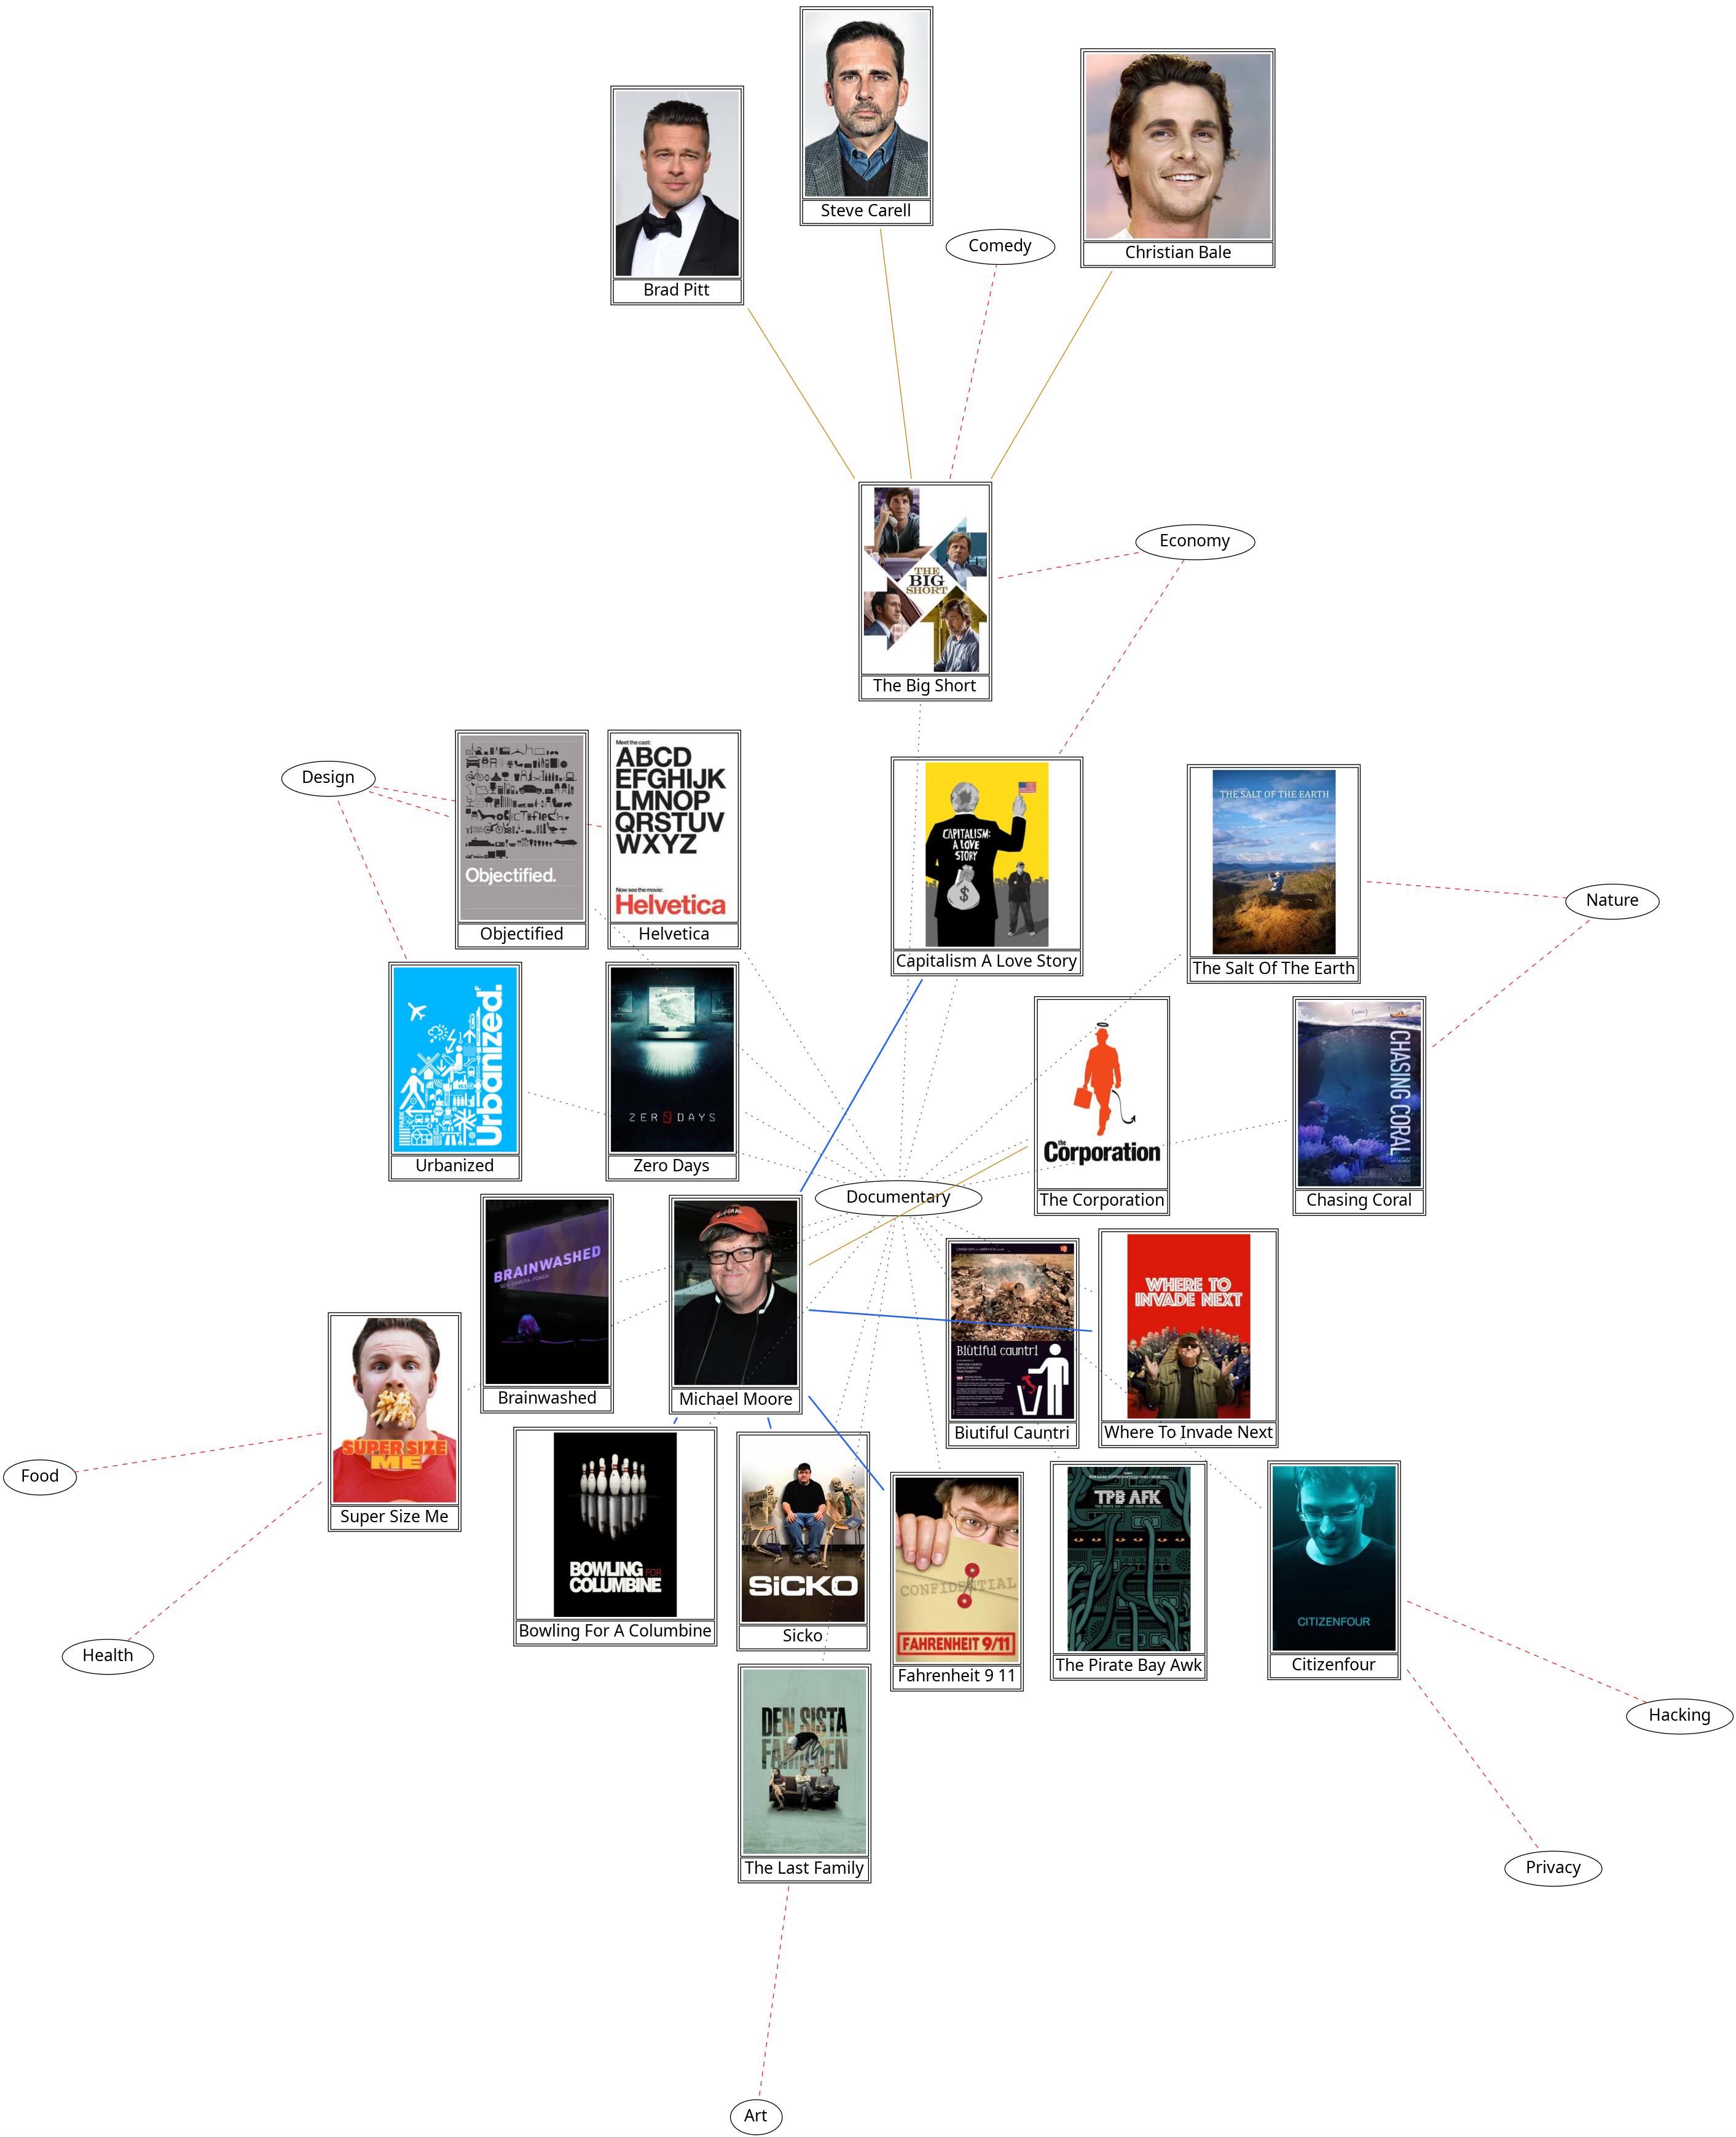 Steve Carell
Christian Bale
Brad Pitt
Comedy
THE
BIG
SHORT
The Big Short
Economy
Design
Objectified.
Objectified
Meet the cast:
ABCD
EFGHIJK
LMNOP
QRSTUV
WXYZ
Now see the movie:
Helvetica
Helvetica
CAPITALISM:
A LOVE
STORY
$
Capitalism A Love Story
THE SALT OF THE EARTH
The Salt Of The Earth
Nature
Urbanized.
PARK
Urbanized
ZER0 DAYS
Zero Days
the
Corporation
The Corporation
CHASING CORAL
Chasing Coral
Documentary
BRAINWASHED
SEX-CAMERA-POWER
Brainwashed
Michael Moore
Biùtiful cauntri
Biutiful Cauntri
WHERE TO
INVADE NEXT
Where To Invade Next
SUPER SIZE
ME
Super Size Me
Food
Health
BOWLING FOR
COLUMBINE
Bowling For A Columbine
SiCKO
Sicko
CONFIDENTIAL
FAHRENHEIT 9/11
Fahrenheit 9 11
TPB AFK
The Pirate Bay Awk
CITIZENFOUR
Citizenfour
Hacking
Privacy
DEN SISTA
FAMILJEN
The Last Family
Art